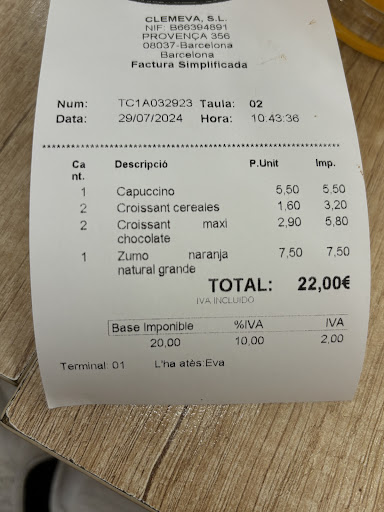 CLEMEVA, S.L.
NIF: B66394891
PROVENÇA 356
08037-Barcelona
Barcelona
Factura Simplificada
Num: TC1A032923 Taula: 02
Data: 29/07/2024 Hora: 10:43:36
Ca nt. Descripció P.Unit Imp.
1 Capuccino 5,50 5,50
2 Croissant cereales 1,60 3,20
2 Croissant maxi 2,90 5,80
chocolate
1 Zumo naranja 7,50 7,50
natural grande
TOTAL: 22,00€
IVA INCLUIDO
Base Imponible %IVA IVA
20,00 10,00 2,00
Terminal: 01 L'ha atés:Eva